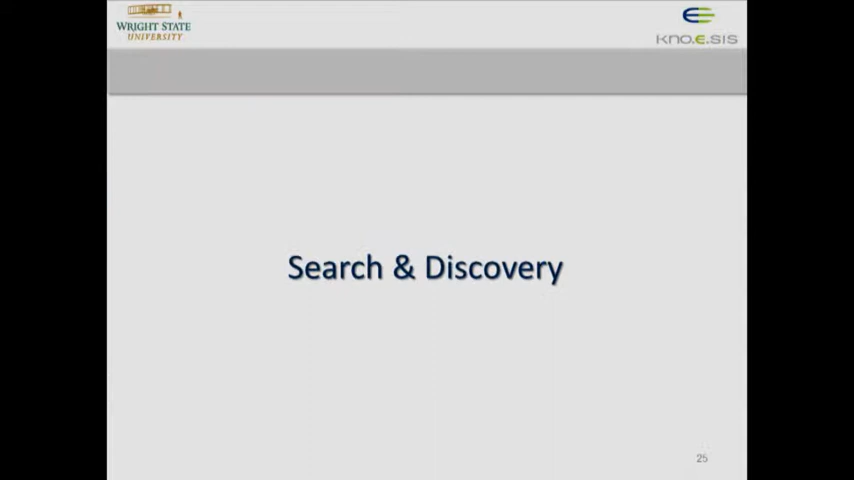 WRIGHT STATE
UNIVERSITY
kno.e.sis
Search & Discovery
25